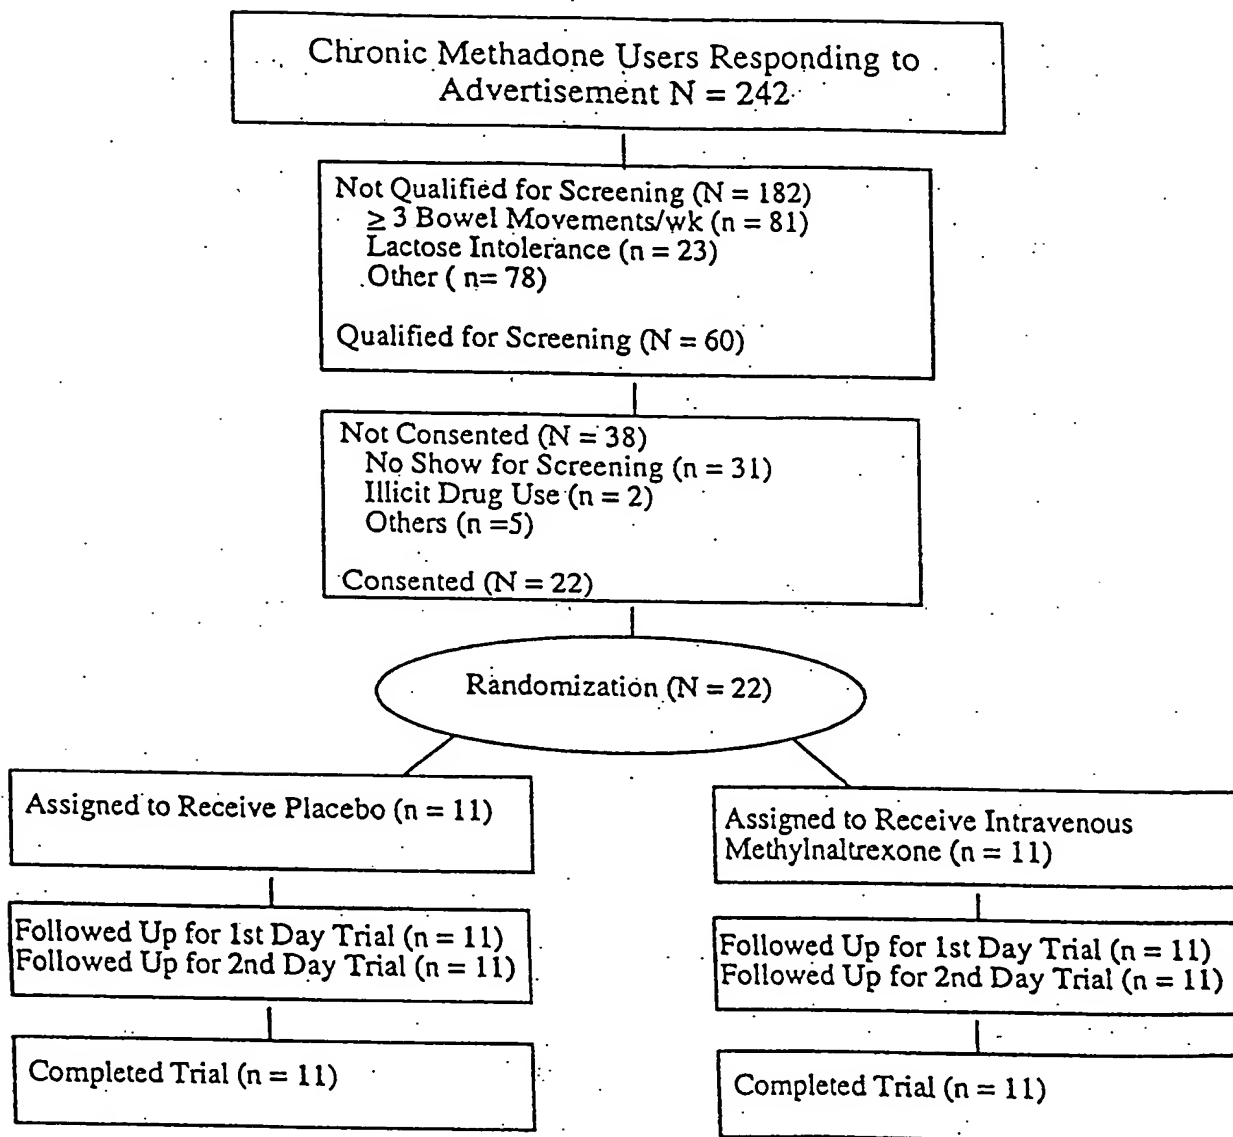 Chronic Methadone Users Responding to
Advertisement N = 242
Not Qualified for Screening (N = 182)
≥ 3 Bowel Movements/wk (n = 81)
Lactose Intolerance (n = 23)
Other ( n= 78)
Qualified for Screening (N = 60)
Not Consented (N = 38)
No Show for Screening (n = 31)
Illicit Drug Use (n = 2)
Others (n =5)
Consented (N = 22)
Randomization (N = 22)
Assigned to Receive Placebo (n = 11)
Followed Up for 1st Day Trial (n = 11)
Followed Up for 2nd Day Trial (n = 11)
Completed Trial (n = 11)
Assigned to Receive Intravenous
Methylnaltrexone (n = 11)
Followed Up for 1st Day Trial (n = 11)
Followed Up for 2nd Day Trial (n = 11)
Completed Trial (n = 11)